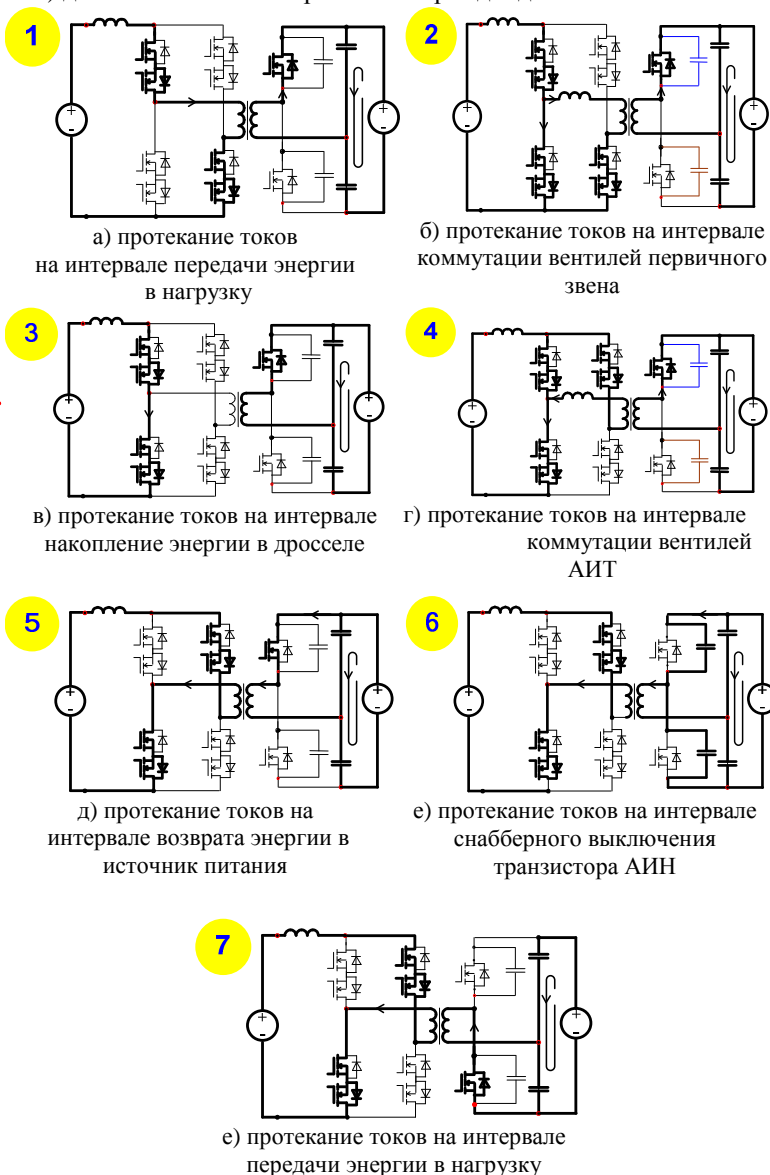 1
2
а) протекание токов
на интервале передачи энергии
в нагрузку
б) протекание токов на интервале
коммутации вентилей первичного
звена
3
4
в) протекание токов на интервале
накопление энергии в дросселе
г) протекание токов на интервале
коммутации вентилей
АИТ
5
6
д) протекание токов на
интервале возврата энергии в
источник питания
е) протекание токов на интервале
снабберного выключения
транзистора АИН
7
е) протекание токов на интервале
передачи энергии в нагрузку